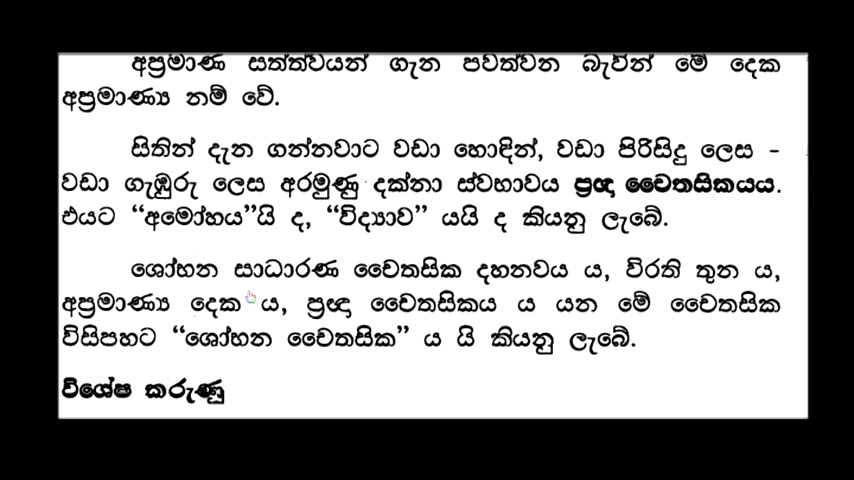 අප්‍රමාණ සත්ත්වයන් ගැන පවත්වන බැවින් මේ දෙක
අප්‍රමාණ්‍ය නම් වේ.
සිතින් දැන ගන්නවාට වඩා හොඳින්, වඩා පිරිසිදු ලෙස -
වඩා ගැඹුරු ලෙස අරමුණු දක්නා ස්වභාවය ප්‍රඥා චෛතසිකයය.
එයට “අමෝහය”යි ද, “විද්‍යාව” යයි ද කියනු ලැබේ.
ශෝභන සාධාරණ චෛතසික දහනවය ය, විරති තුන ය,
අප්‍රමාණ්‍ය දෙක ය, ප්‍රඥා චෛතසිකය ය යන මේ චෛතසික
විසිපහට “ශෝභන චෛතසික” ය යි කියනු ලැබේ.
විශේෂ කරුණු